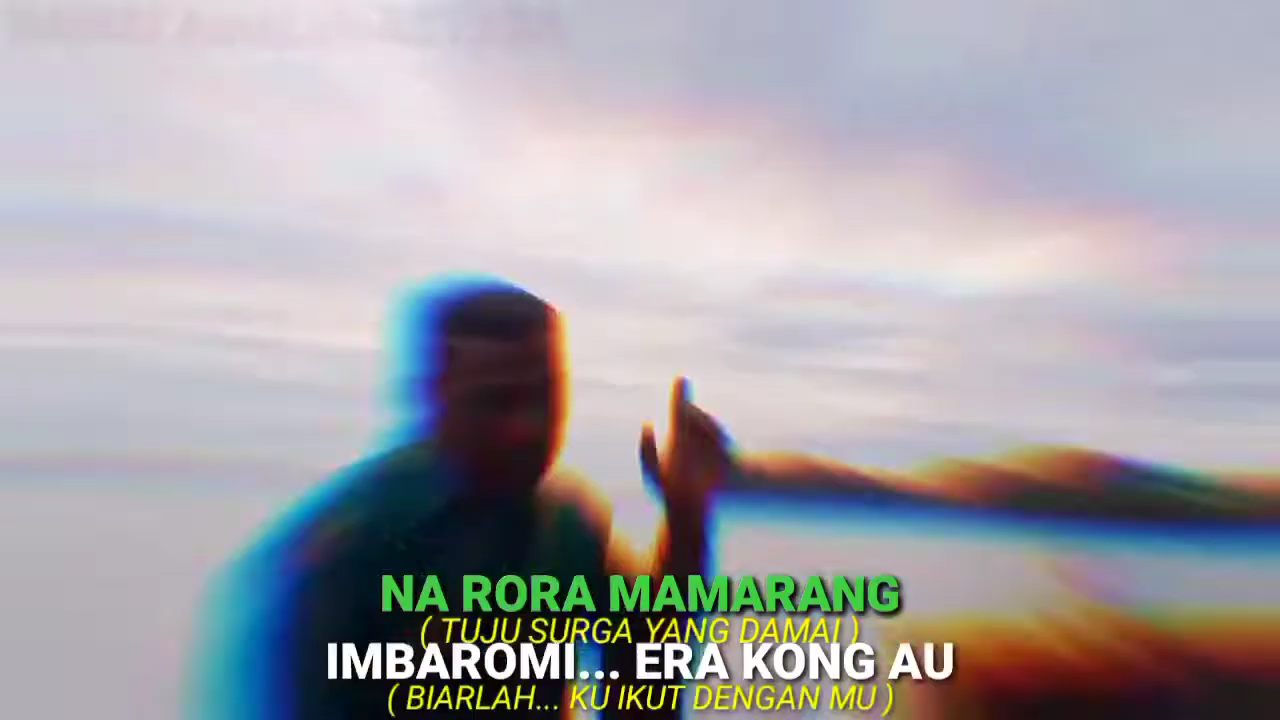 NA RORA MAMARANG
( TUJU SURGA YANG DAMAI )
IMBAROMI... ERA KONG AU
( BIARLAH... KU IKUT DENGAN MU )